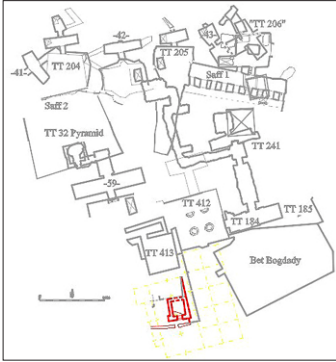 "TT 206"
-42-
-43-
TT 205
TT 204
-41-
Saff 1
Saff 2
TT 32 Pyramid
TT 241
-59-
TT 412
TT 185
TT 184
TT 413
Bet Bogdady